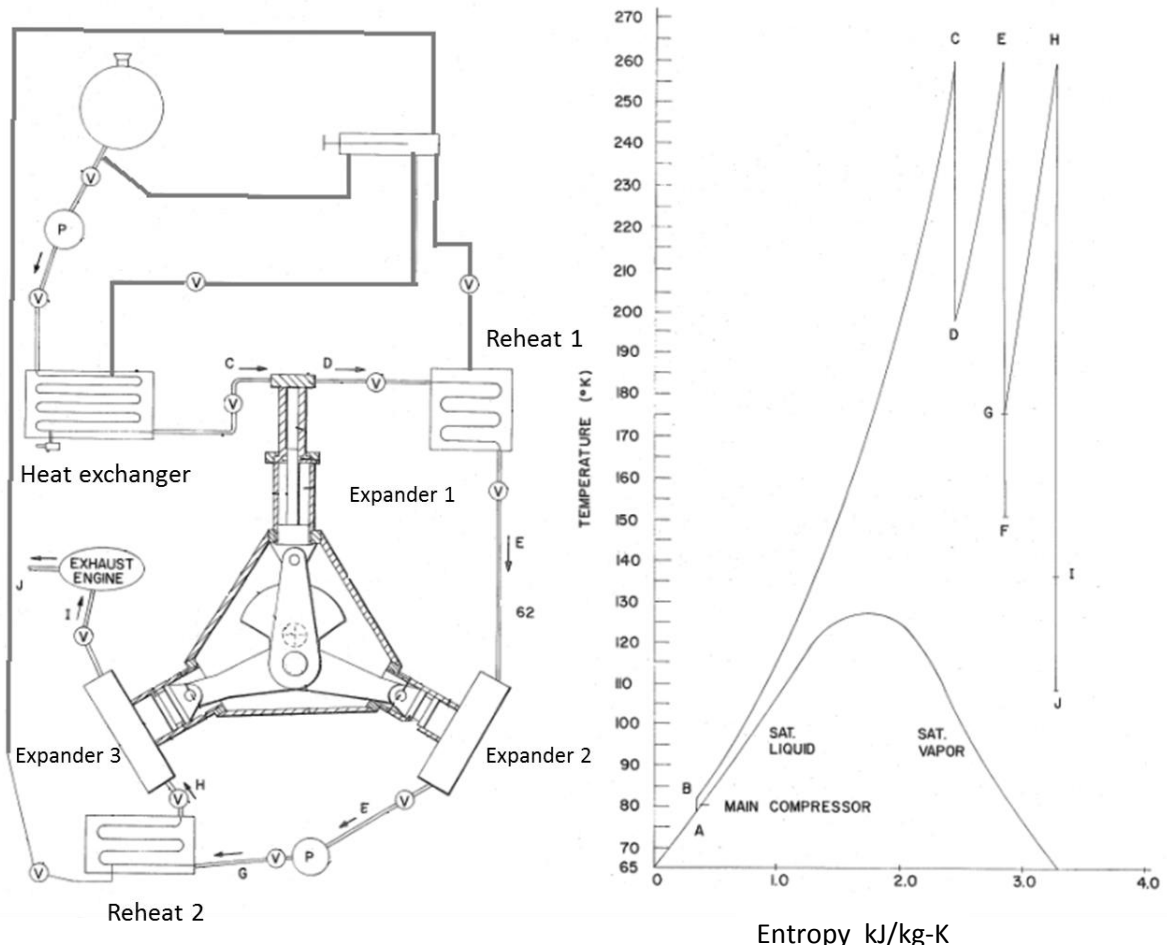 V
P
V
V
V
Reheat 1
C
D
V
V
Heat exchanger
V
Expander 1
E
62
EXHAUST
ENGINE
J
I
V
Expander 3
Expander 2
H
V
V
E
P
V
G
V
Reheat 2
270
260
250
240
230
220
210
200
190
180
170
160
150
140
130
120
110
100
90
80
70
65
TEMPERATURE (°K)
C
E
H
D
G
F
I
J
B
A
SAT.
LIQUID
SAT.
VAPOR
MAIN COMPRESSOR
0
1.0
2.0
3.0
4.0
Entropy kJ/kg-K